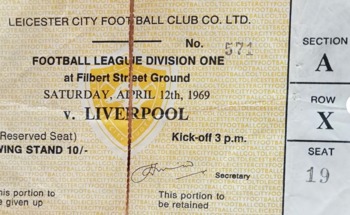 LEICESTER CITY FOOTBALL CLUB CO. LTD.
No. 571
FOOTBALL LEAGUE DIVISION ONE
at Filbert Street Ground
SATURDAY, APRIL 12th, 1969
v. LIVERPOOL
Reserved Seat) Kick-off 3 p.m.
WING STAND 10/-
Secretary
his portion to
e given up
This portion to
be retained
SECTION
A
ROW
X
SEAT
19